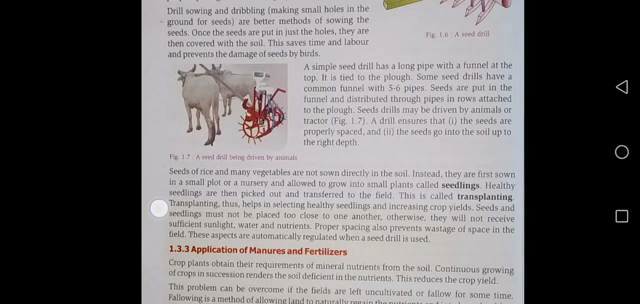 Drill sowing and dribbling (making small holes in the
ground for seeds) are better methods of sowing the
seeds. Once the seeds are put in just the holes, they are
then covered with the soil. This saves time and labour
and prevents the damage of seeds by birds.
Fig. 1.6 : A seed drill
A simple seed drill has a long pipe with a funnel at the
top. It is tied to the plough. Some seed drills have a
common funnel with 5-6 pipes. Seeds are put in the
funnel and distributed through pipes in rows attached
to the plough. Seeds drills may be driven by animals or
tractor (Fig. 1.7). A drill ensures that (i) the seeds are
properly spaced, and (ii) the seeds go into the soil up to
the right depth.
Fig. 1.7 : A seed drill being driven by animals
Seeds of rice and many vegetables are not sown directly in the soil. Instead, they are first sown
in a small plot or a nursery and allowed to grow into small plants called seedlings. Healthy
seedlings are then picked out and transferred to the field. This is called transplanting.
Transplanting, thus, helps in selecting healthy seedlings and increasing crop yields. Seeds and
seedlings must not be placed too close to one another, otherwise, they will not receive
sufficient sunlight, water and nutrients. Proper spacing also prevents wastage of space in the
field. These aspects are automatically regulated when a seed drill is used.
1.3.3 Application of Manures and Fertilizers
Crop plants obtain their requirements of mineral nutrients from the soil. Continuous growing
of crops in succession renders the soil deficient in the nutrients. This reduces the crop yield.
This problem can be overcome if the fields are left uncultivated or fallow for some time.
Fallowing is a method of allowing land to naturally regain the nutrients